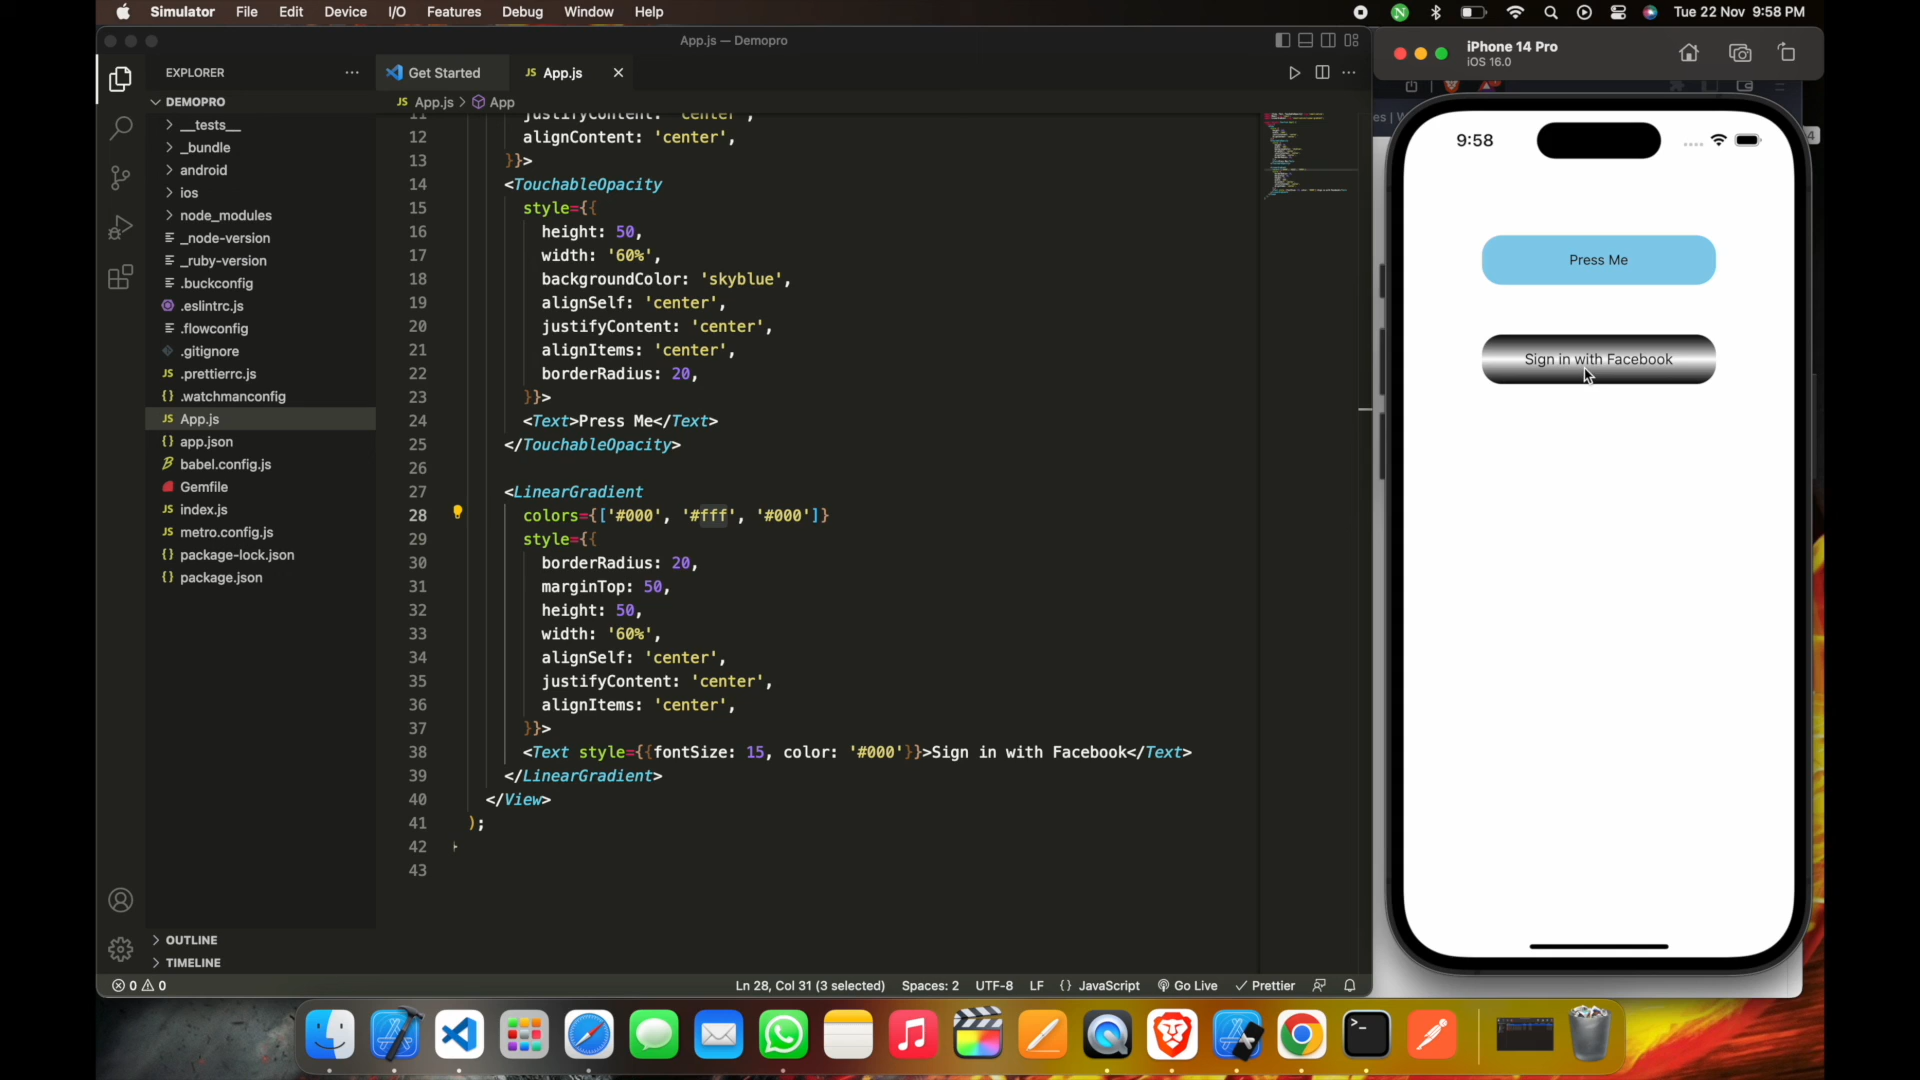 Simulator File Edit Device I/O Features Debug Window Help Tue 22 Nov 9:58 PM
App.js — Demopro
iPhone 14 Pro
iOS 16.0
EXPLORER
Get Started
JS App.js
JS App.js > App
DEMOPRO
__tests__
_bundle
android
ios
node_modules
_node-version
_ruby-version
.buckconfig
.eslintrc.js
.flowconfig
.gitignore
JS .prettierrc.js
{} .watchmanconfig
JS App.js
{} app.json
babel.config.js
Gemfile
JS index.js
JS metro.config.js
{} package-lock.json
{} package.json
OUTLINE
TIMELINE
11 justifyContent: 'center',
12 alignContent: 'center',
13 }}>
14 <TouchableOpacity
15 style={{
16 height: 50,
17 width: '60%',
18 backgroundColor: 'skyblue',
19 alignSelf: 'center',
20 justifyContent: 'center',
21 alignItems: 'center',
22 borderRadius: 20,
23 }}>
24 <Text>Press Me</Text>
25 </TouchableOpacity>
26
27 <LinearGradient
28 colors={['#000', '#fff', '#000']}
29 style={{
30 borderRadius: 20,
31 marginTop: 50,
32 height: 50,
33 width: '60%',
34 alignSelf: 'center',
35 justifyContent: 'center',
36 alignItems: 'center',
37 }}>
38 <Text style={{fontSize: 15, color: '#000'}}>Sign in with Facebook</Text>
39 </LinearGradient>
40 </View>
41 );
42
43
9:58
Press Me
Sign in with Facebook
0 0
Ln 28, Col 31 (3 selected) Spaces: 2 UTF-8 LF {} JavaScript Go Live Prettier